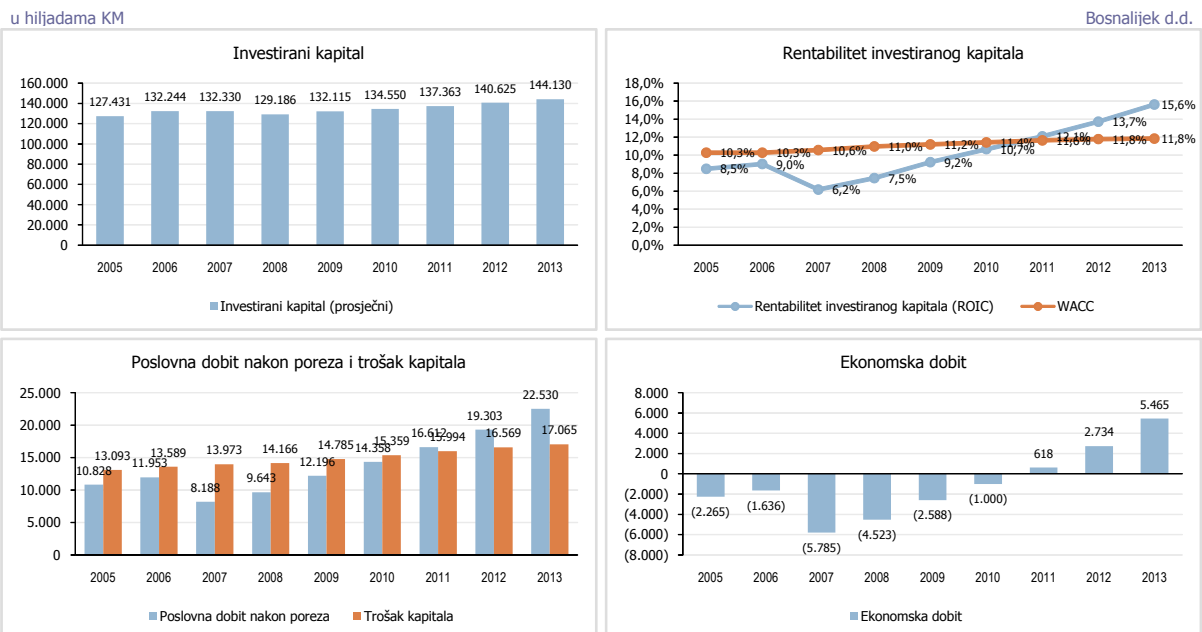 u hiljadama KM
Bosnalijek d.d.
Investirani kapital
160.000
140.000
120.000
100.000
80.000
60.000
40.000
20.000
0
127.431 132.244 132.330 129.186 132.115 134.550 137.363 140.625 144.130
2005 2006 2007 2008 2009 2010 2011 2012 2013
Investirani kapital (prosječni)
Rentabilitet investiranog kapitala
18,0%
16,0%
14,0%
12,0%
10,0%
8,0%
6,0%
4,0%
2,0%
0,0%
8,5% 9,0% 6,2% 7,5% 9,2% 10,7% 12,1% 13,7% 15,6%
10,3% 10,3% 10,6% 11,0% 11,2% 11,4% 11,6% 11,8% 11,8%
2005 2006 2007 2008 2009 2010 2011 2012 2013
Rentabilitet investiranog kapitala (ROIC) WACC
Poslovna dobit nakon poreza i trošak kapitala
25.000
20.000
15.000
10.000
5.000
0
10.828 11.953 8.188 9.643 12.196 14.358 16.612 19.303 22.530
13.093 13.589 13.973 14.166 14.785 15.359 15.994 16.569 17.065
2005 2006 2007 2008 2009 2010 2011 2012 2013
Poslovna dobit nakon poreza Trošak kapitala
Ekonomska dobit
8.000
6.000
4.000
2.000
0
(2.000)
(4.000)
(6.000)
(8.000)
(2.265) (1.636) (5.785) (4.523) (2.588) (1.000) 618 2.734 5.465
2005 2006 2007 2008 2009 2010 2011 2012 2013
Ekonomska dobit